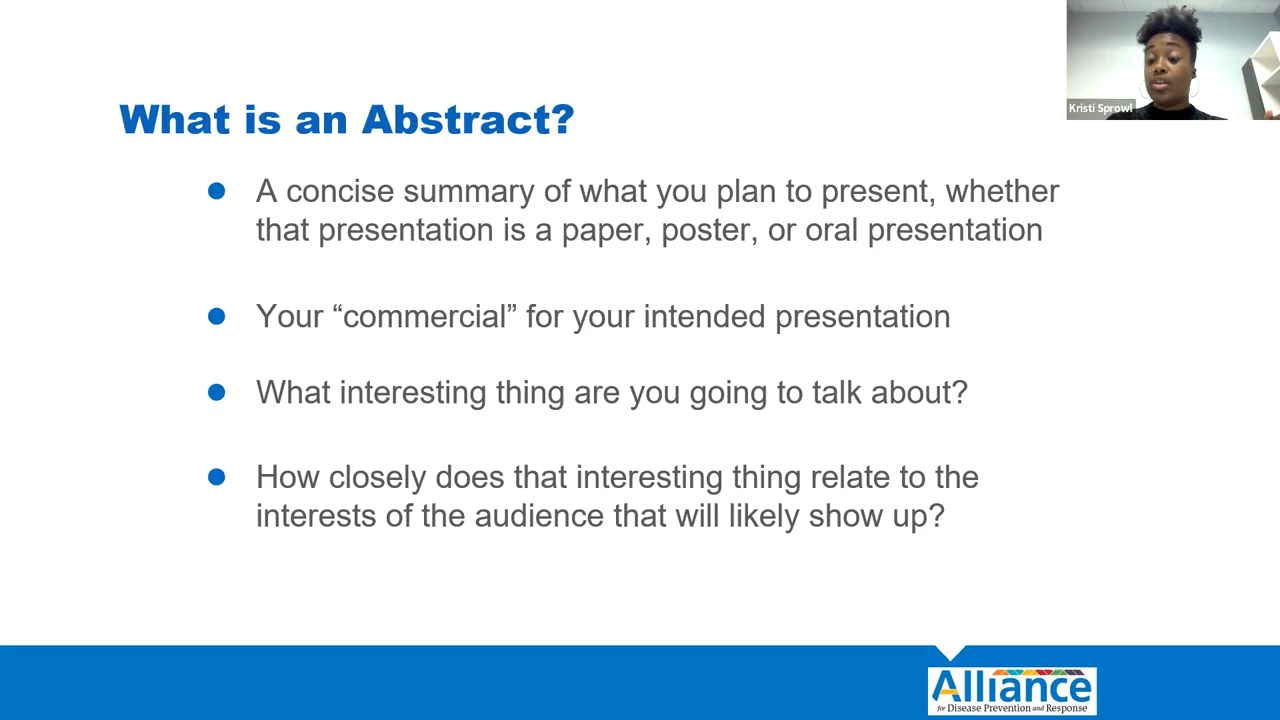 Kristi Sprowl
What is an Abstract?
A concise summary of what you plan to present, whether
that presentation is a paper, poster, or oral presentation
Your “commercial” for your intended presentation
What interesting thing are you going to talk about?
How closely does that interesting thing relate to the
interests of the audience that will likely show up?
Alliance
for Disease Prevention and Response